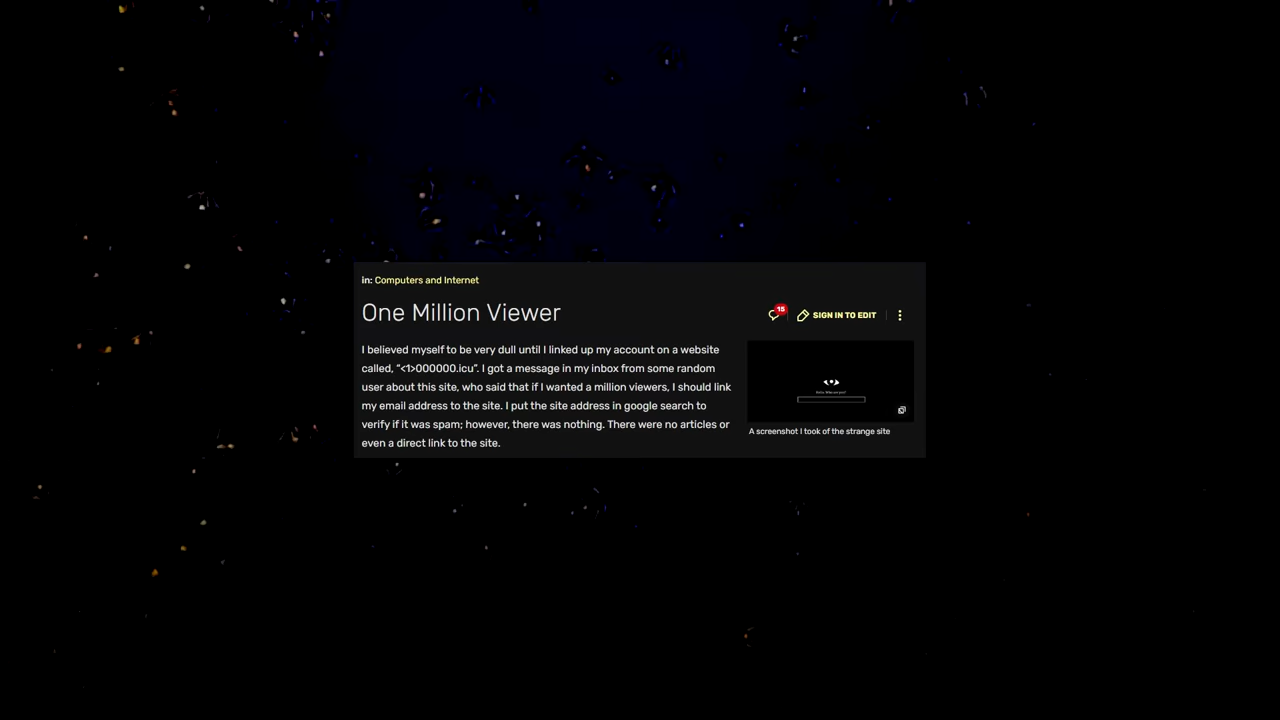 in: Computers and Internet
One Million Viewer
15
SIGN IN TO EDIT
I believed myself to be very dull until I linked up my account on a website
called, “<1>000000.icu”. I got a message in my inbox from some random
user about this site, who said that if I wanted a million viewers, I should link
my email address to the site. I put the site address in google search to
verify if it was spam; however, there was nothing. There were no articles or
even a direct link to the site.
Hello. Who are you?
A screenshot I took of the strange site